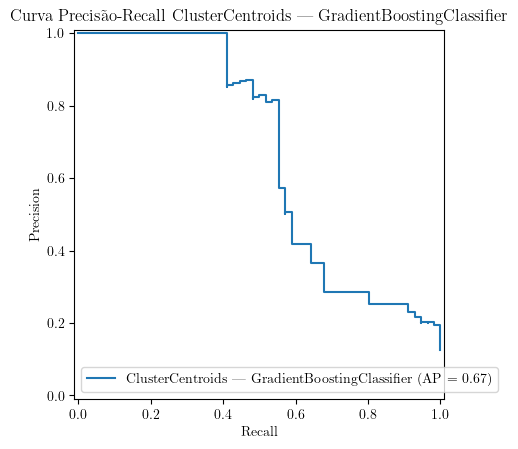 Curva Precisão-Recall ClusterCentroids — GradientBoostingClassifier
1.0
0.8
0.6
0.4
0.2
0.0
Precision
ClusterCentroids — GradientBoostingClassifier (AP = 0.67)
0.0 0.2 0.4 0.6 0.8 1.0
Recall